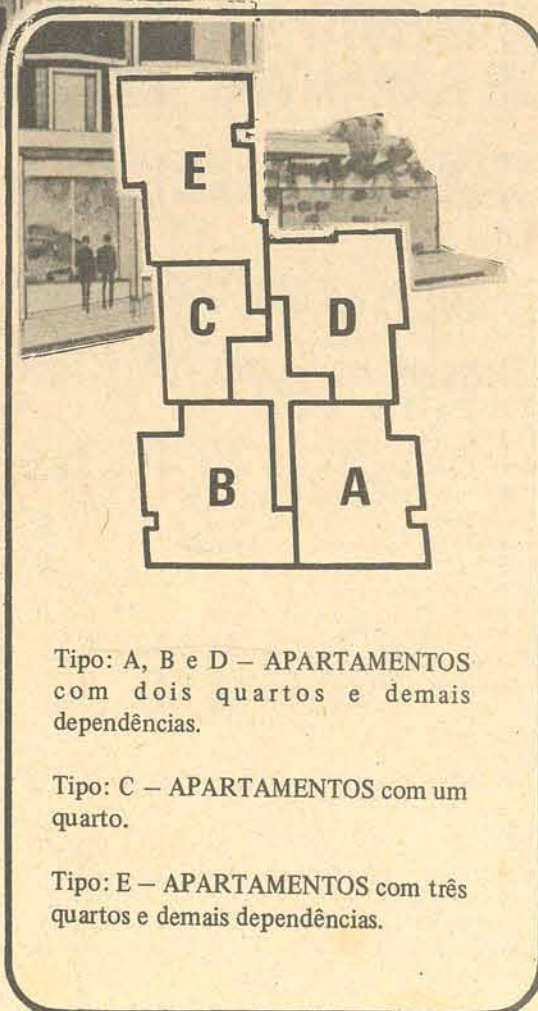 E
C
D
B
A
Tipo: A, B e D – APARTAMENTOS
com dois quartos e demais
dependências.
Tipo: C – APARTAMENTOS com um
quarto.
Tipo: E – APARTAMENTOS com três
quartos e demais dependências.